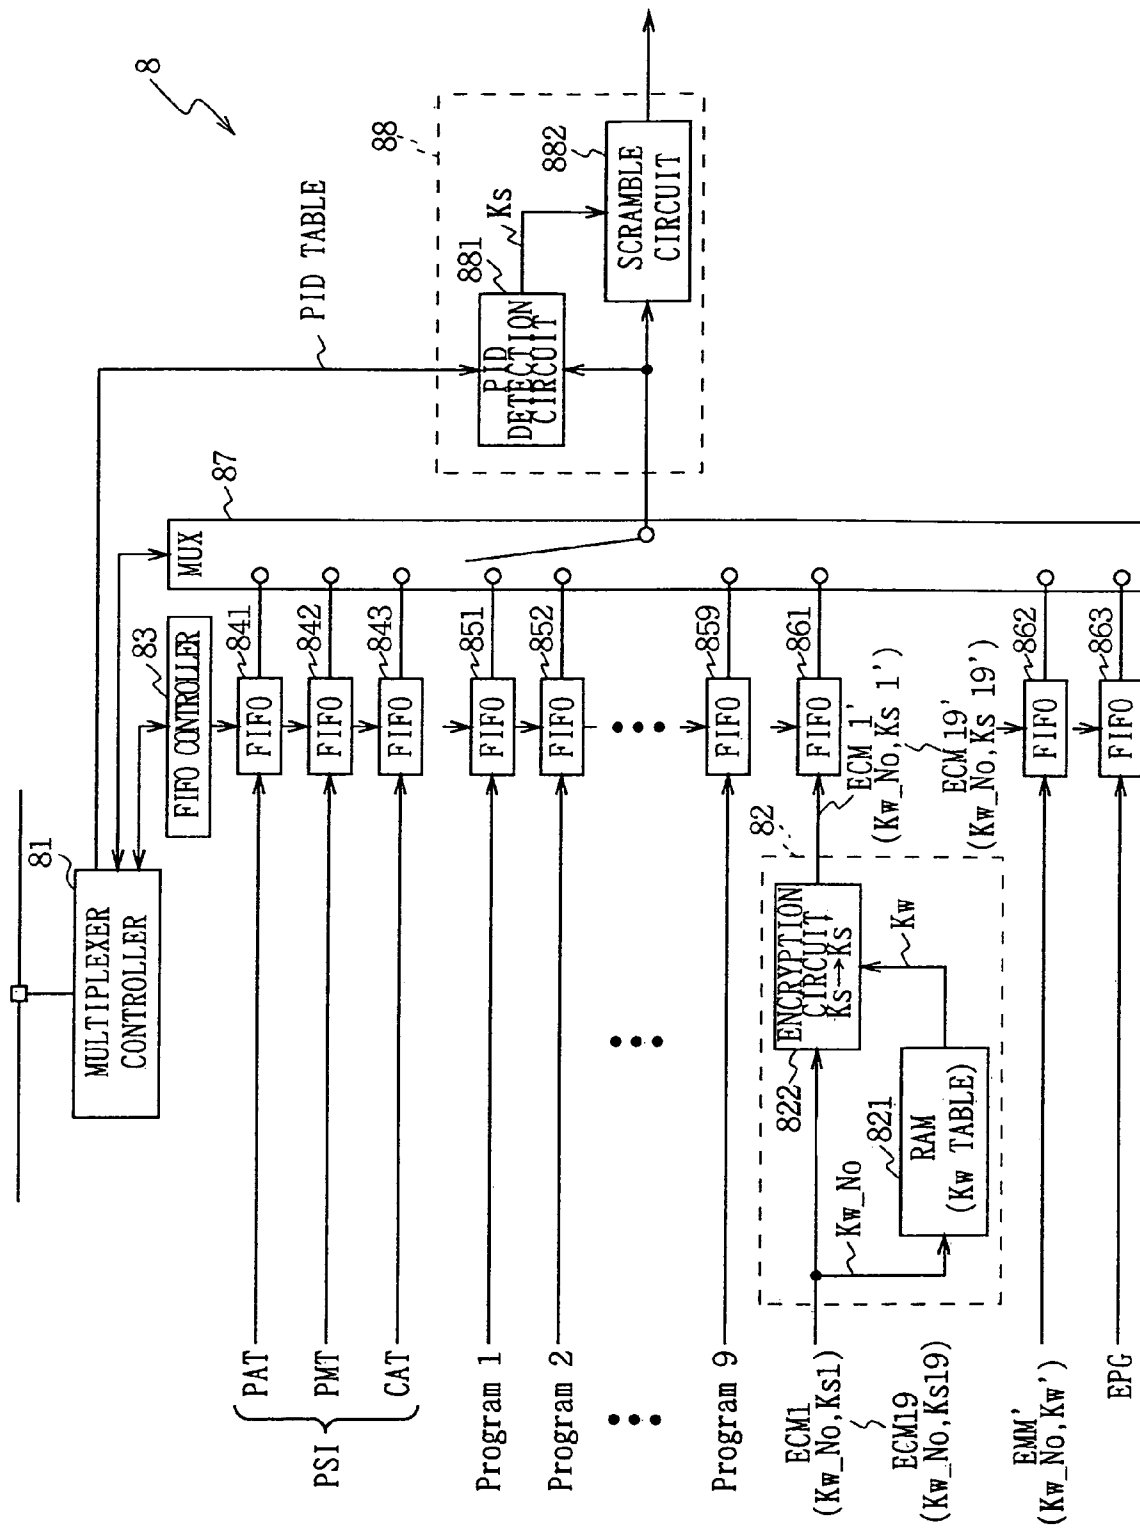 8
81
MULTIPLEXER
CONTROLLER
PID TABLE
83
FIFO CONTROLLER
MUX
87
88
PID
DETECTION
CIRCUIT
881
Ks
SCRAMBLE
CIRCUIT
882
PSI
PAT
FIFO
841
PMT
FIFO
842
CAT
FIFO
843
Program 1
FIFO
851
Program 2
FIFO
852
Program 9
FIFO
859
ECM1
(Kw_No,Ks1)
ECM19
(Kw_No,Ks19)
Kw_No
82
822
ENCRYPTION
CIRCUIT
Ks→Ks'
821
RAM
(Kw TABLE)
Kw
ECM 1'
(Kw_No,Ks 1')
ECM 19'
(Kw_No,Ks 19')
FIFO
861
EMM'
(Kw_No,Kw')
FIFO
862
EPG
FIFO
863